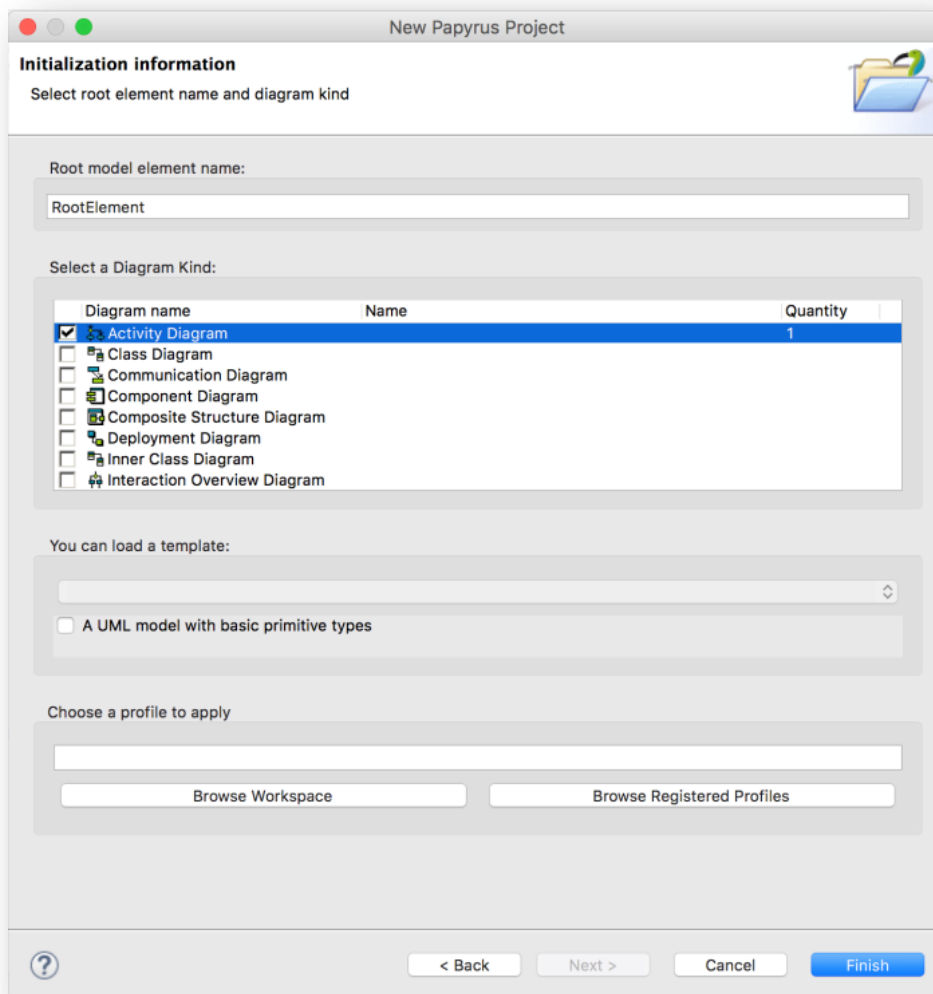 New Papyrus Project
Initialization information
Select root element name and diagram kind
Root model element name:
RootElement
Select a Diagram Kind:
Diagram name Name Quantity
Activity Diagram 1
Class Diagram
Communication Diagram
Component Diagram
Composite Structure Diagram
Deployment Diagram
Inner Class Diagram
Interaction Overview Diagram
You can load a template:
A UML model with basic primitive types
Choose a profile to apply
Browse Workspace Browse Registered Profiles
? < Back Next > Cancel Finish